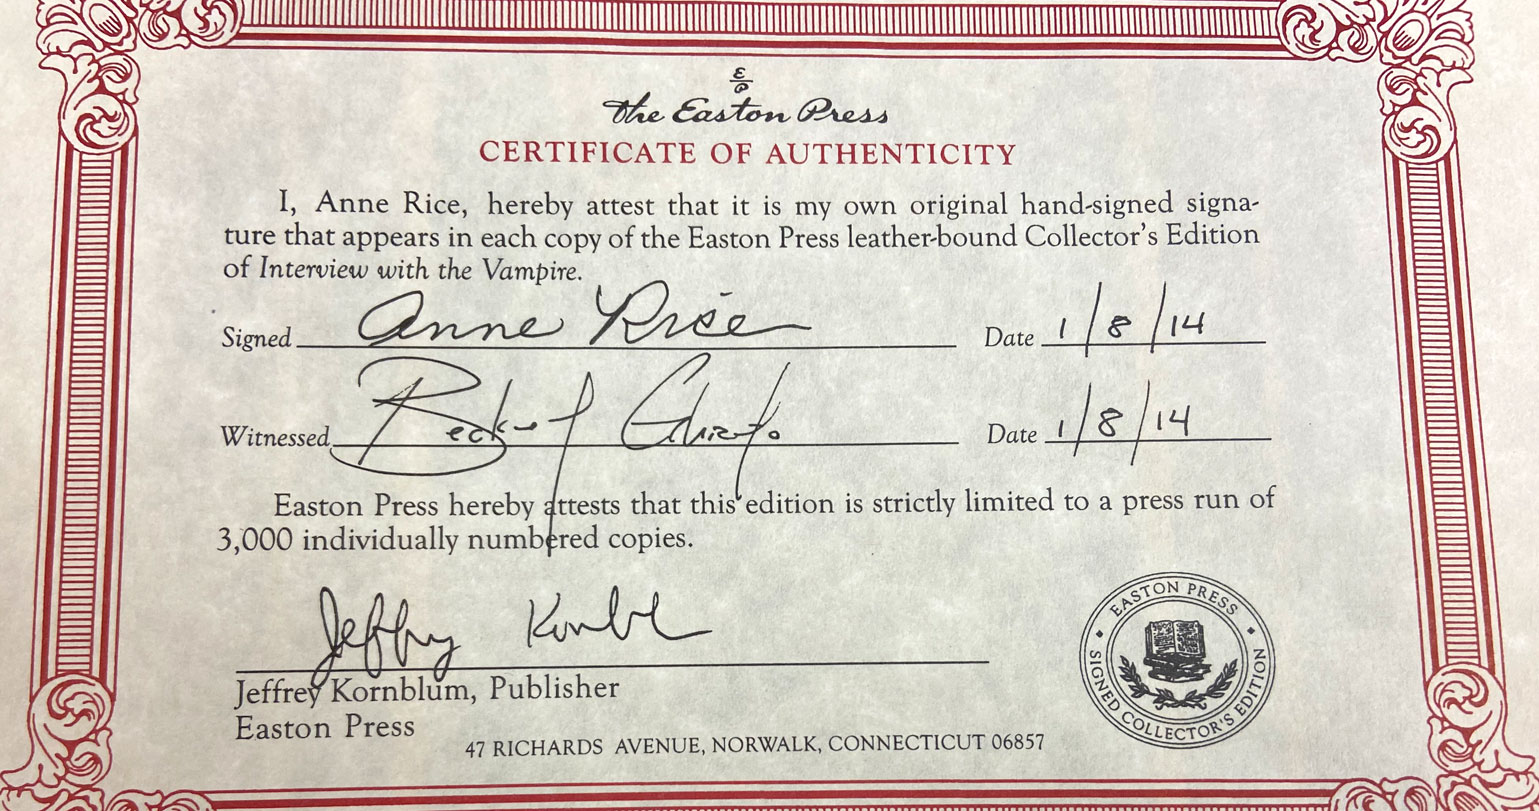 E
P
the Easton Press
CERTIFICATE OF AUTHENTICITY
I, Anne Rice, hereby attest that it is my own original hand-signed signa-
ture that appears in each copy of the Easton Press leather-bound Collector's Edition
of Interview with the Vampire.
Signed Anne Rice Date 1/8/14
Witnessed Date 1/8/14
Easton Press hereby attests that this edition is strictly limited to a press run of
3,000 individually numbered copies.
Jeffrey Kornblum, Publisher
Easton Press
47 RICHARDS AVENUE, NORWALK, CONNECTICUT 06857
EASTON PRESS
SIGNED COLLECTOR'S EDITION